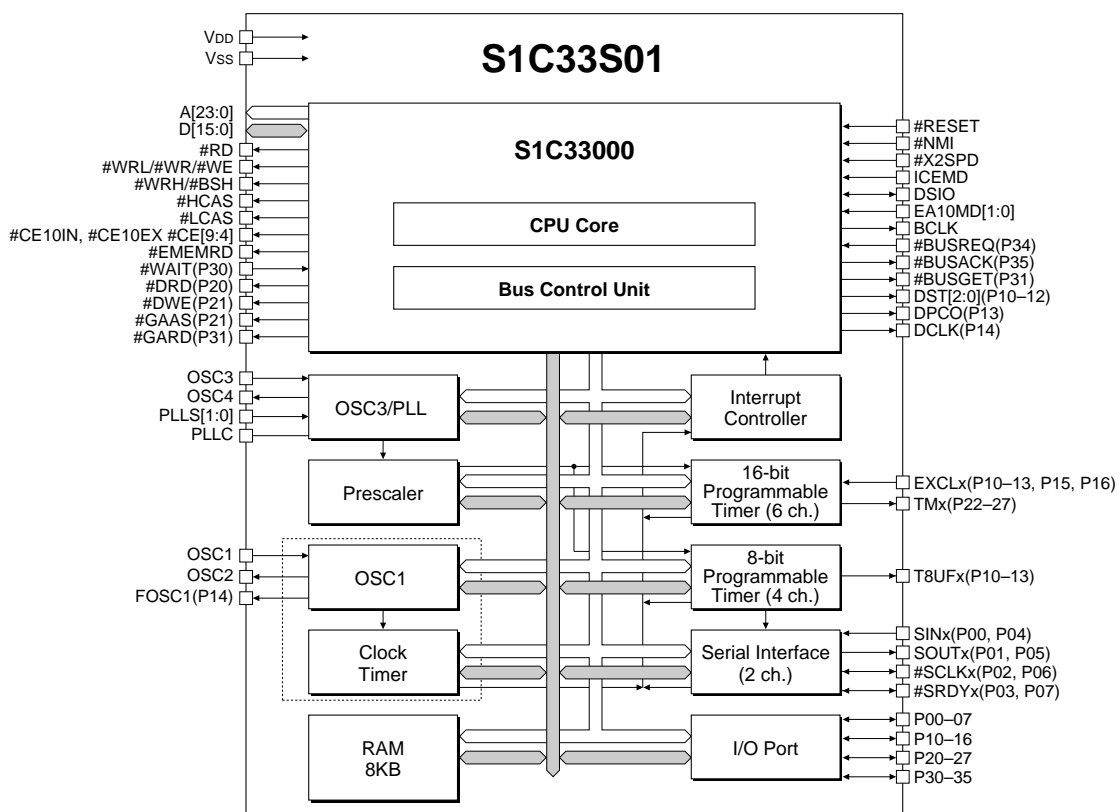 S1C33S01
VDD
VSS
A[23:0]
D[15:0]
#RD
#WRL/#WR/#WE
#WRH/#BSH
#HCAS
#LCAS
#CE10IN, #CE10EX #CE[9:4]
#EMEMRD
#WAIT(P30)
#DRD(P20)
#DWE(P21)
#GAAS(P21)
#GARD(P31)
S1C33000
CPU Core
Bus Control Unit
#RESET
#NMI
#X2SPD
ICEMD
DSIO
EA10MD[1:0]
BCLK
#BUSREQ(P34)
#BUSACK(P35)
#BUSGET(P31)
DST[2:0](P10–12)
DPCO(P13)
DCLK(P14)
OSC3
OSC4
PLLS[1:0]
PLLC
OSC3/PLL
Interrupt
Controller
Prescaler
16-bit
Programmable
Timer (6 ch.)
EXCLx(P10–13, P15, P16)
TMx(P22–27)
OSC1
OSC2
FOSC1(P14)
OSC1
8-bit
Programmable
Timer (4 ch.)
T8UFx(P10–13)
Clock
Timer
Serial Interface
(2 ch.)
SINx(P00, P04)
SOUTx(P01, P05)
#SCLKx(P02, P06)
#SRDYx(P03, P07)
RAM
8KB
I/O Port
P00–07
P10–16
P20–27
P30–35